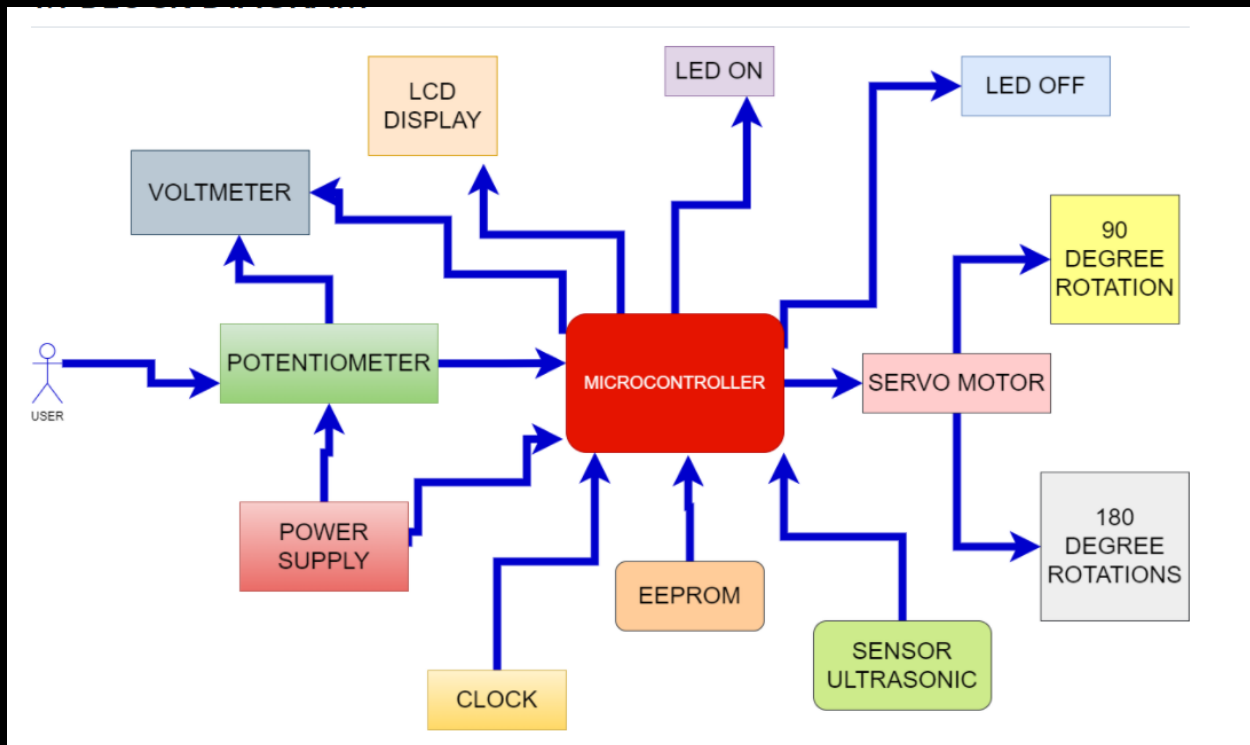 LED ON
LED OFF
LCD
DISPLAY
VOLTMETER
90
DEGREE
ROTATION
POTENTIOMETER
MICROCONTROLLER
SERVO MOTOR
USER
POWER
SUPPLY
180
DEGREE
ROTATIONS
EEPROM
SENSOR
ULTRASONIC
CLOCK